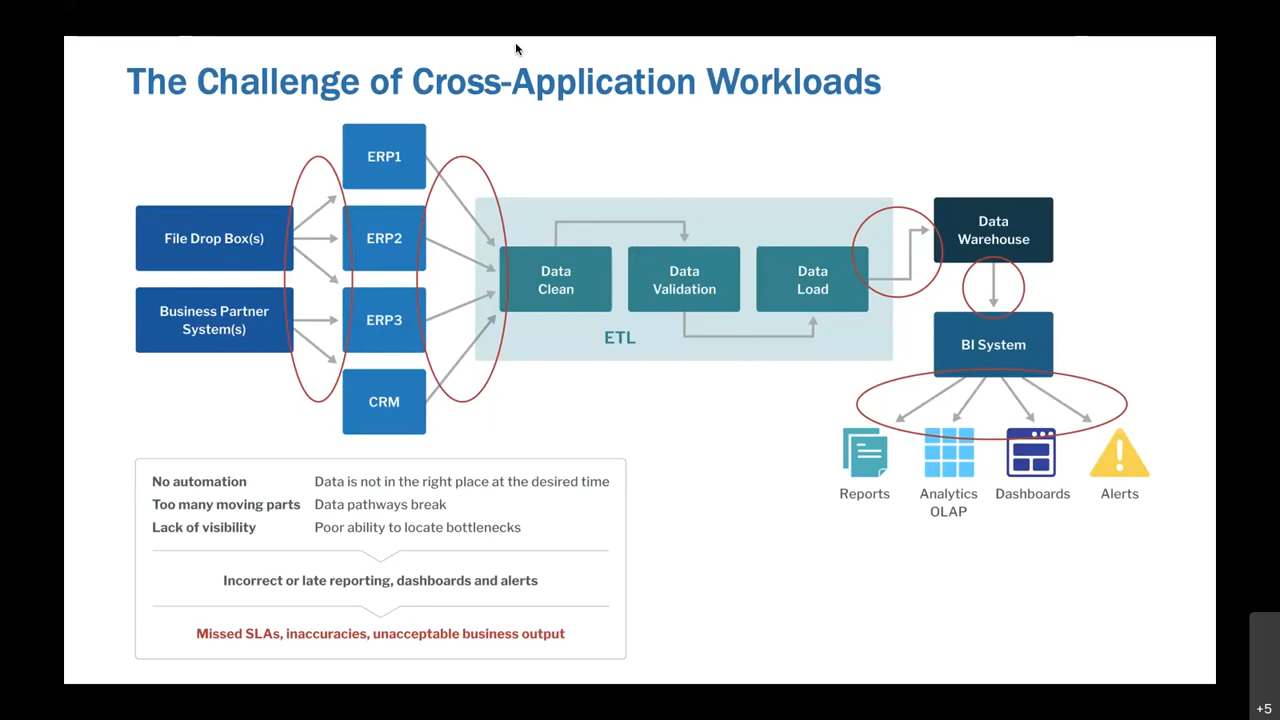 The Challenge of Cross-Application Workloads
ERP1
File Drop Box(s)
ERP2
Business Partner
System(s)
ERP3
CRM
Data
Clean
Data
Validation
Data
Load
ETL
Data
Warehouse
BI System
Reports
Analytics
OLAP
Dashboards
Alerts
No automation Data is not in the right place at the desired time
Too many moving parts Data pathways break
Lack of visibility Poor ability to locate bottlenecks
Incorrect or late reporting, dashboards and alerts
Missed SLAs, inaccuracies, unacceptable business output
+5